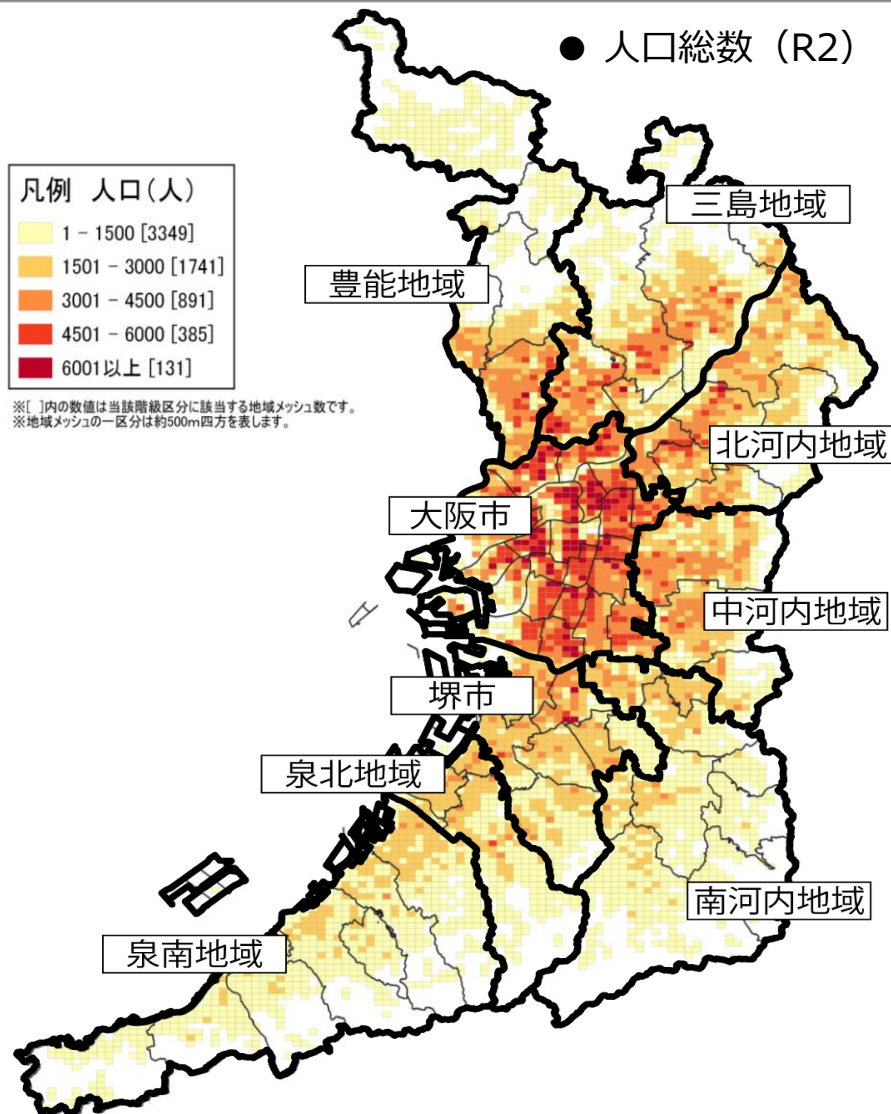 ● 人口総数（R2）
凡例 人口(人)
1 － 1500 [3349]
1501 － 3000 [1741]
3001 － 4500 [891]
4501 － 6000 [385]
6001以上 [131]
※[ ]内の数値は当該階級区分に該当する地域メッシュ数です。
※地域メッシュの一区分は約500m四方を表します。
三島地域
豊能地域
北河内地域
大阪市
中河内地域
堺市
泉北地域
南河内地域
泉南地域